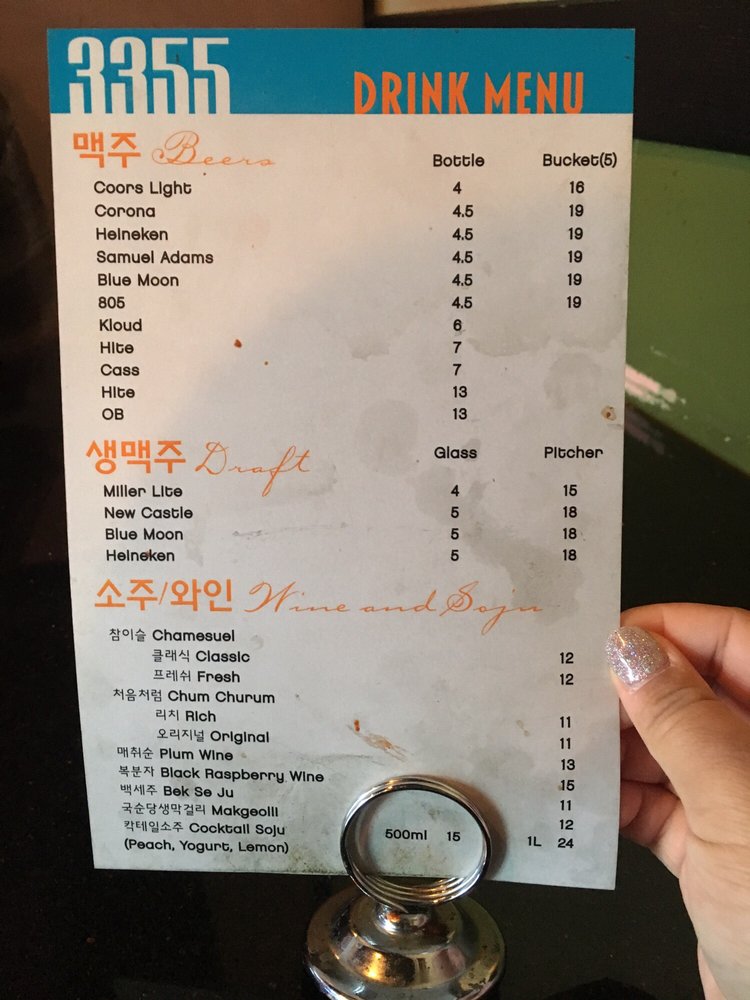 3355 DRINK MENU
맥주 Beers Bottle Bucket(5)
Coors Light 4 16
Corona 4.5 19
Heineken 4.5 19
Samuel Adams 4.5 19
Blue Moon 4.5 19
805 4.5 19
Kloud 6
Hite 7
Cass 7
Hite 13
OB 13
생맥주 Draft Glass Pitcher
Miller Lite 4 15
New Castle 5 18
Blue Moon 5 18
Heineken 5 18
소주/와인 Wine and Soju
참이슬 Chamesuel
클래식 Classic 12
프레쉬 Fresh 12
처음처럼 Chum Churum
리치 Rich 11
오리지널 Original 11
매취순 Plum Wine 13
복분자 Black Raspberry Wine 15
백세주 Bek Se Ju 11
국순당생막걸리 Makgeolli 12
칵테일소주 Cocktail Soju 500ml 15 1L 24
(Peach, Yogurt, Lemon)